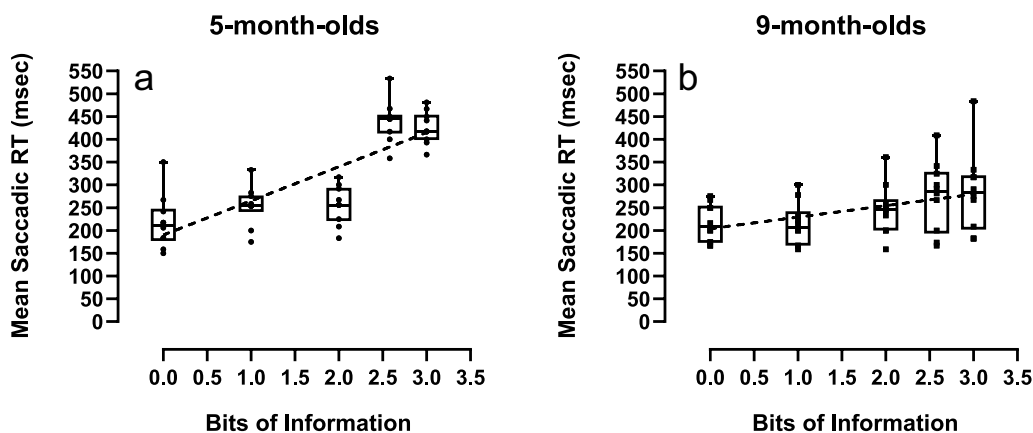 5-month-olds
a
Mean Saccadic RT (msec)
550
500
450
400
350
300
250
200
150
100
50
0
0.0 0.5 1.0 1.5 2.0 2.5 3.0 3.5
Bits of Information
9-month-olds
b
Mean Saccadic RT (msec)
550
500
450
400
350
300
250
200
150
100
50
0
0.0 0.5 1.0 1.5 2.0 2.5 3.0 3.5
Bits of Information